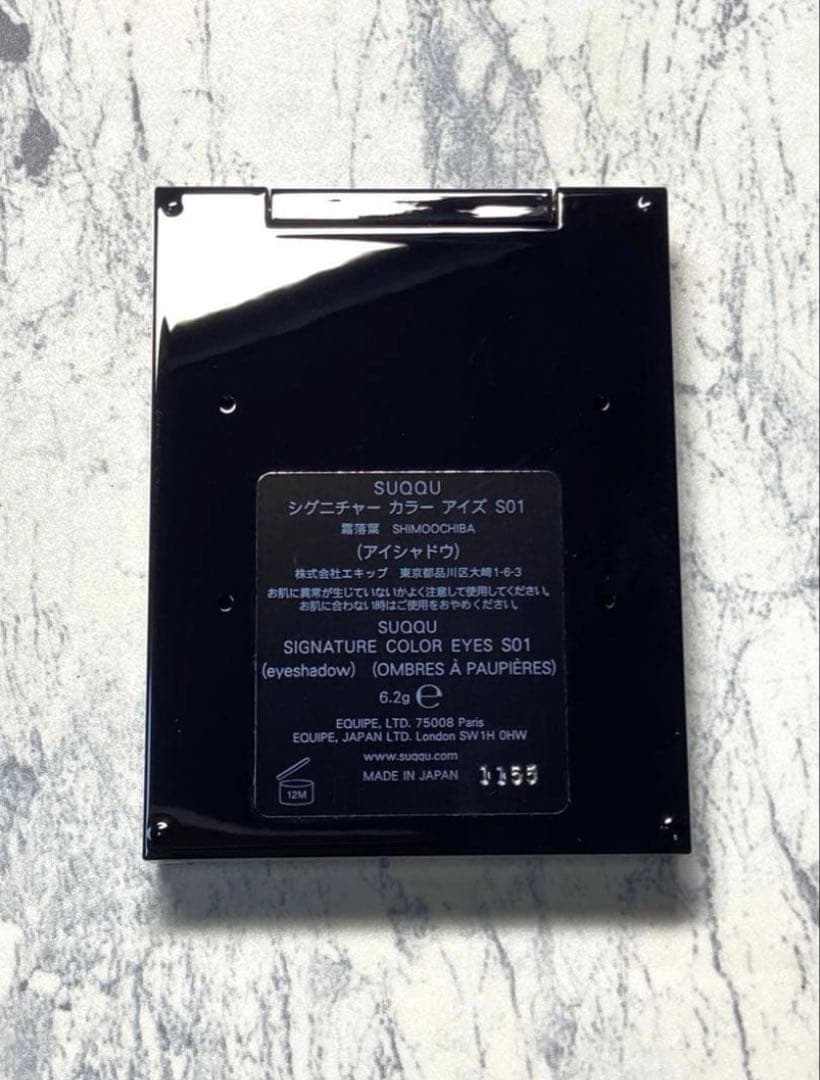 SUQQU
シグニチャー カラー アイズ S01
霜落葉 SHIMOOCHIBA
(アイシャドウ)
株式会社エキップ 東京都品川区大崎1-6-3
お肌に異常が生じていないかよく注意して使用してください。
お肌に合わない時はご使用をおやめください。
SUQQU
SIGNATURE COLOR EYES S01
(eyeshadow) (OMBRES À PAUPIÈRES)
6.2g ℮
EQUIPE, LTD. 75008 Paris
EQUIPE, JAPAN LTD. London SW1H 0HW
www.suqqu.com
MADE IN JAPAN 1155
12M